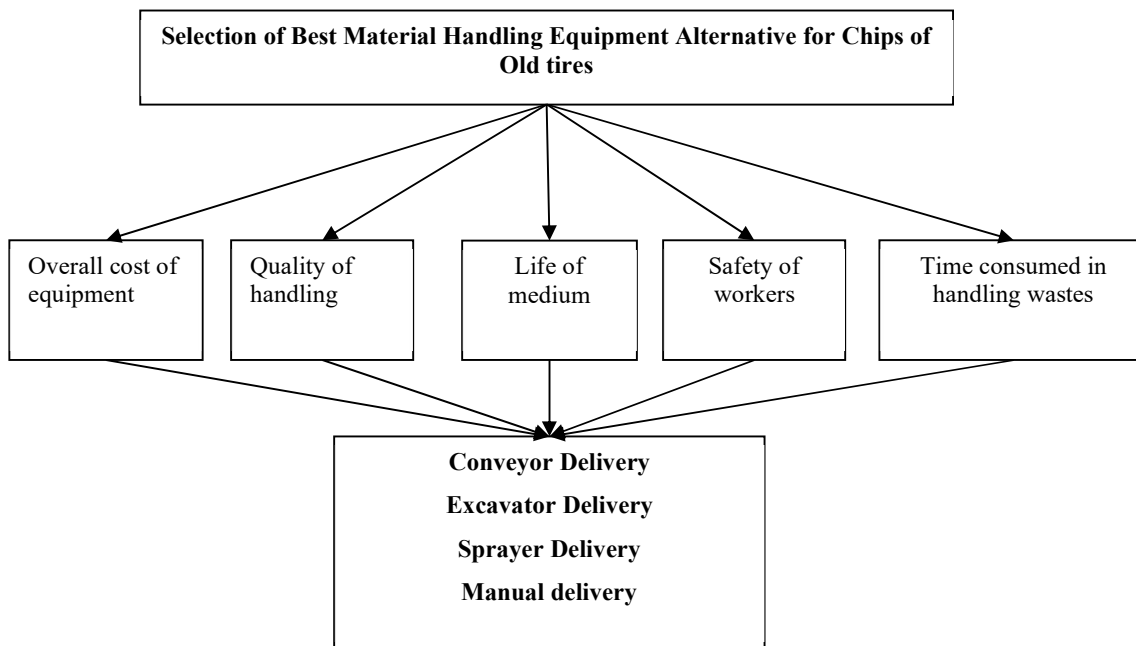 Selection of Best Material Handling Equipment Alternative for Chips of
Old tires
Overall cost of
equipment
Quality of
handling
Life of
medium
Safety of
workers
Time consumed in
handling wastes
Conveyor Delivery
Excavator Delivery
Sprayer Delivery
Manual delivery